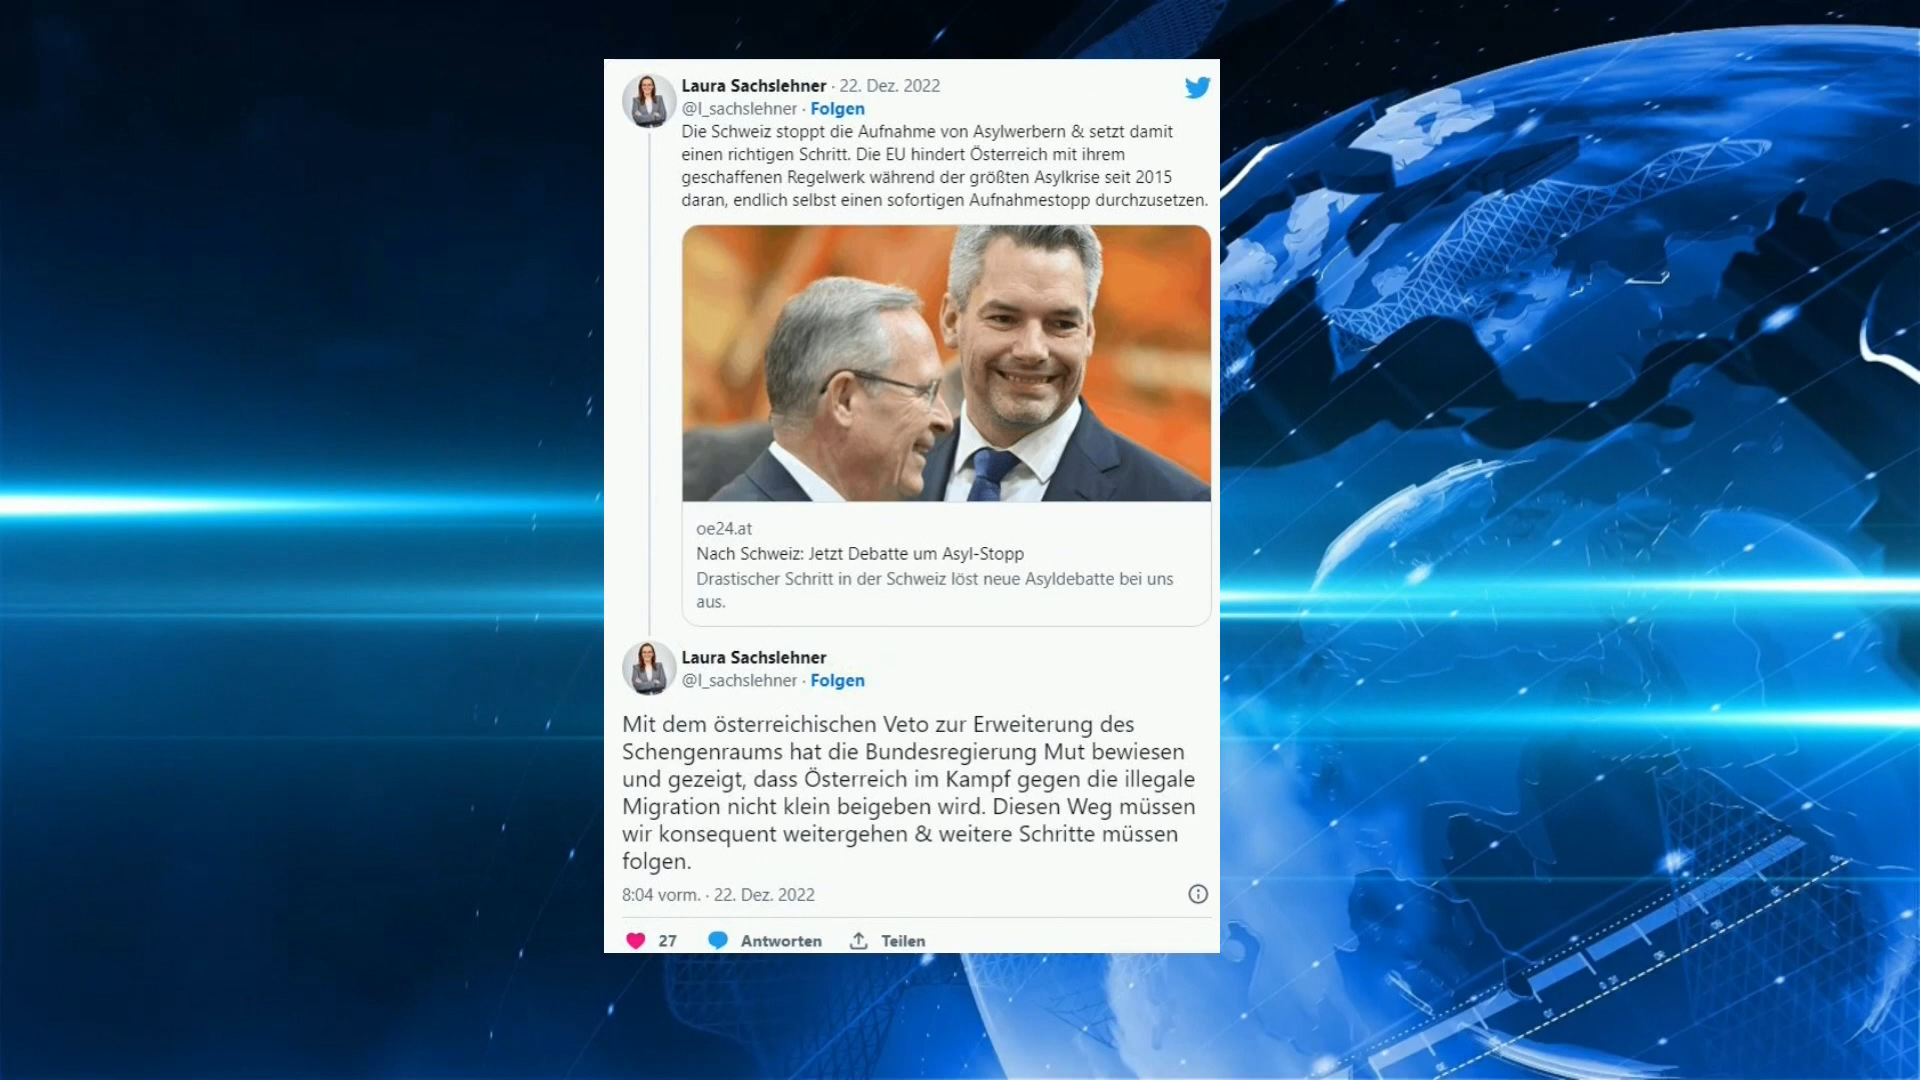 Laura Sachslehner · 22. Dez. 2022
@l_sachslehner · Folgen
Die Schweiz stoppt die Aufnahme von Asylwerbern & setzt damit
einen richtigen Schritt. Die EU hindert Österreich mit ihrem
geschaffenen Regelwerk während der größten Asylkrise seit 2015
daran, endlich selbst einen sofortigen Aufnahmestopp durchzusetzen.
oe24.at
Nach Schweiz: Jetzt Debatte um Asyl-Stopp
Drastischer Schritt in der Schweiz löst neue Asyldebatte bei uns
aus.
Laura Sachslehner
@l_sachslehner · Folgen
Mit dem österreichischen Veto zur Erweiterung des
Schengenraums hat die Bundesregierung Mut bewiesen
und gezeigt, dass Österreich im Kampf gegen die illegale
Migration nicht klein beigeben wird. Diesen Weg müssen
wir konsequent weitergehen & weitere Schritte müssen
folgen.
8:04 vorm. · 22. Dez. 2022
27 Antworten Teilen